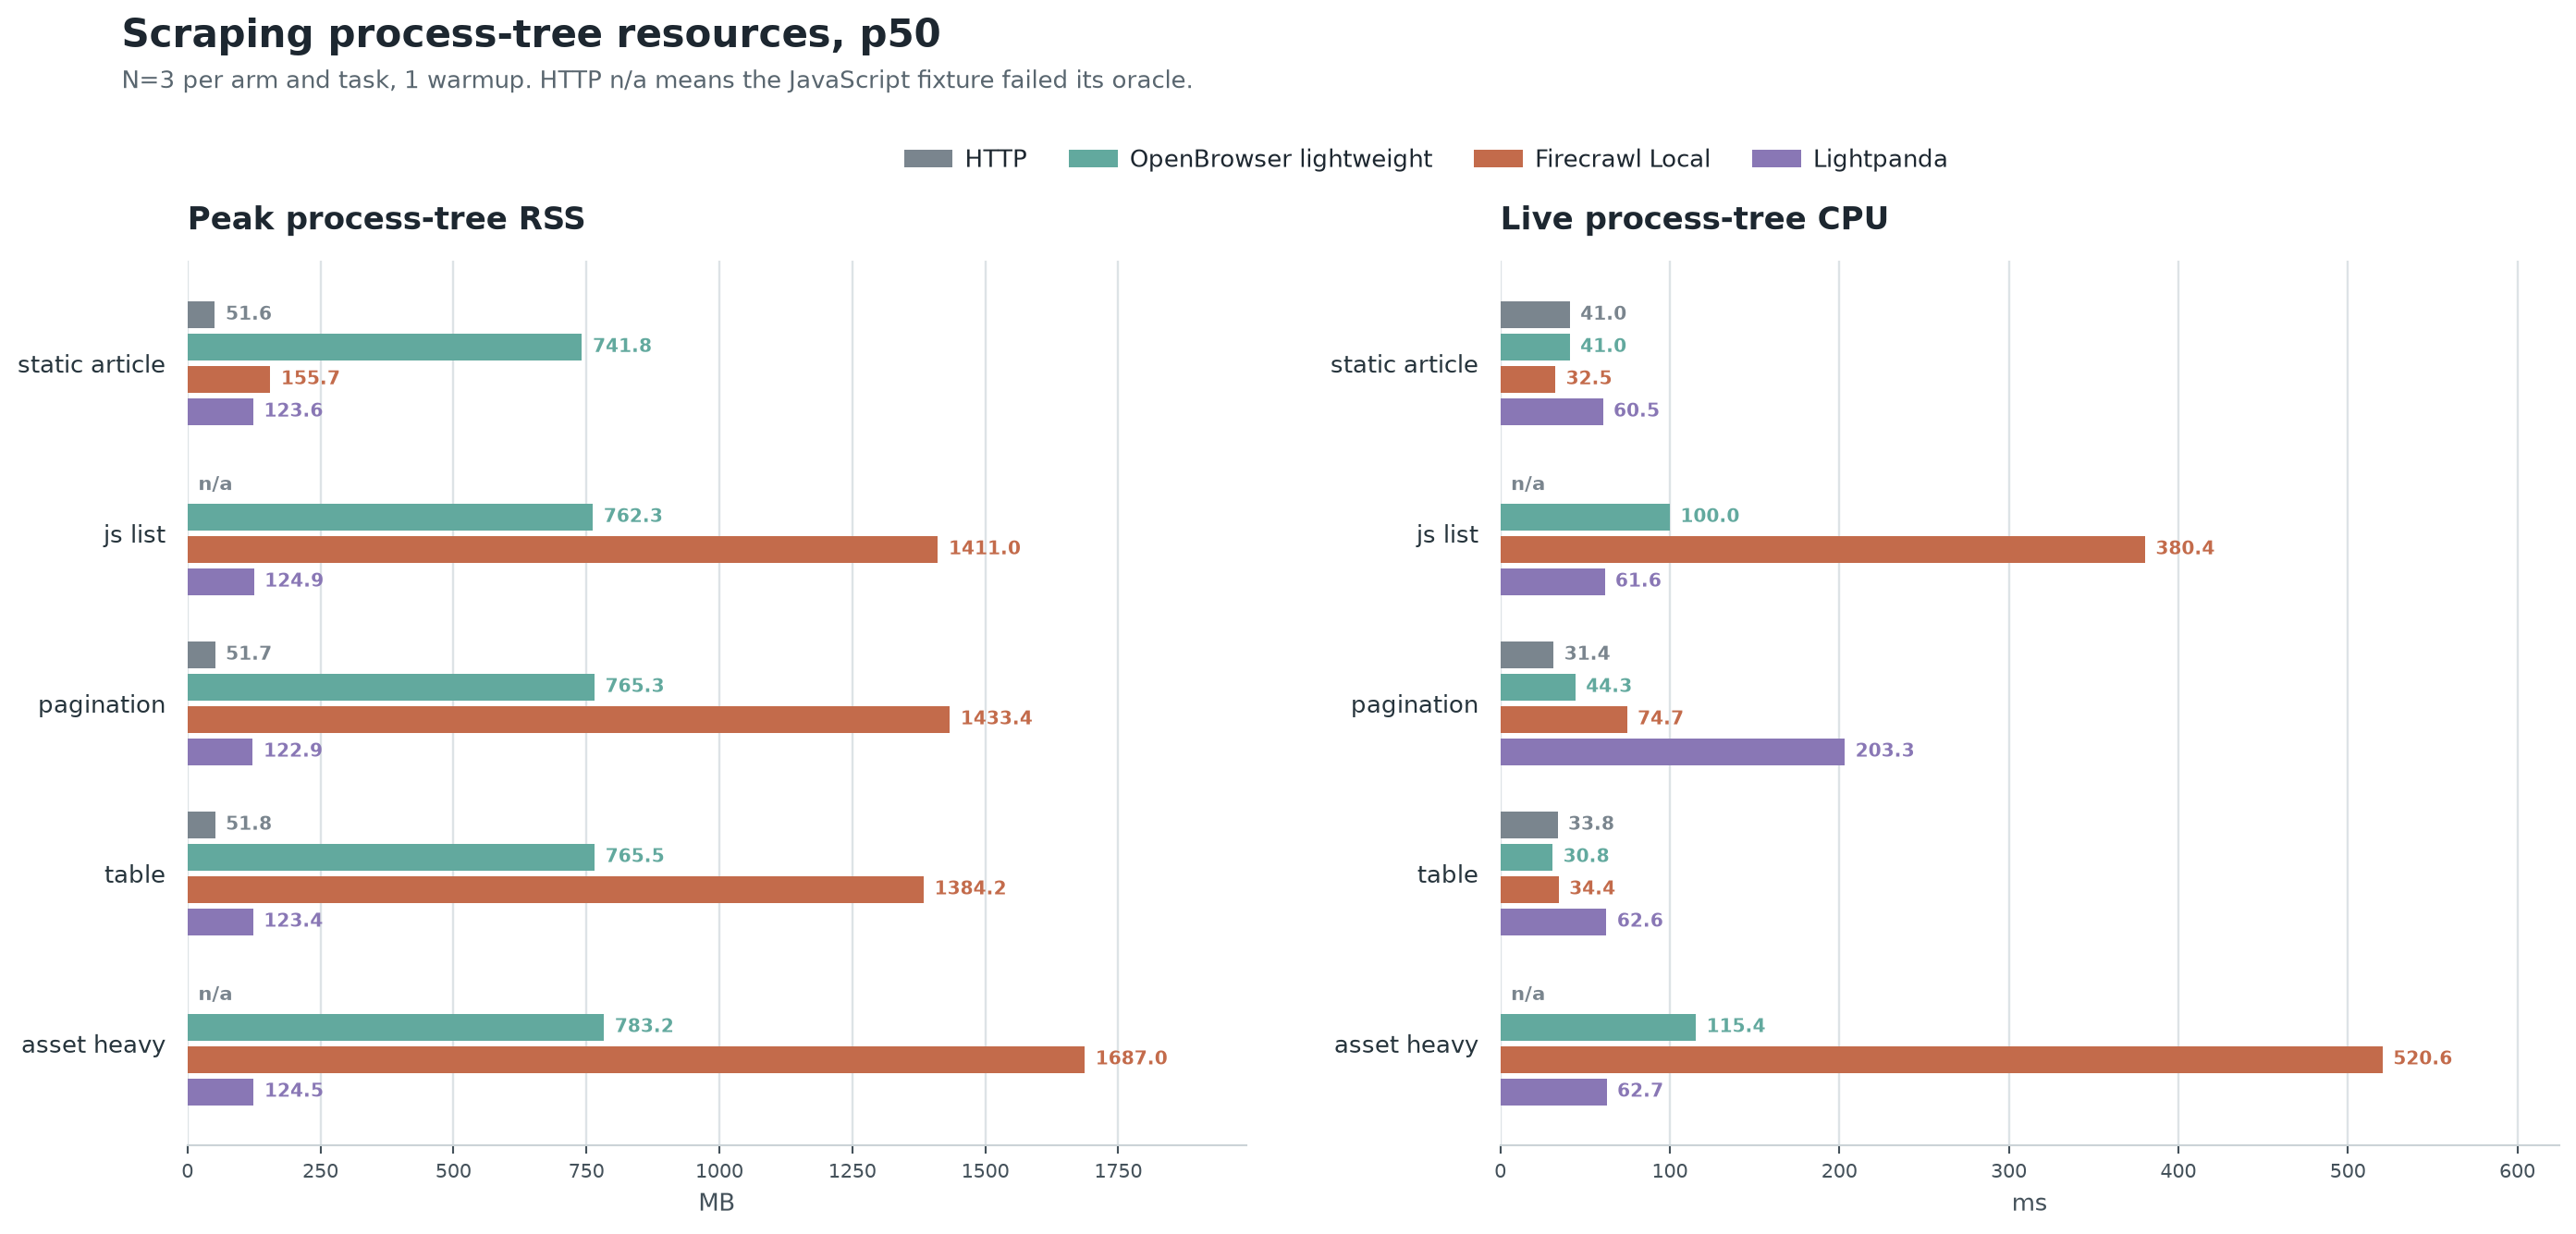 Scraping process-tree resources, p50
N=3 per arm and task, 1 warmup. HTTP n/a means the JavaScript fixture failed its oracle.
HTTP OpenBrowser lightweight Firecrawl Local Lightpanda
Peak process-tree RSS
static article
51.6
741.8
155.7
123.6
js list
n/a
762.3
1411.0
124.9
pagination
51.7
765.3
1433.4
122.9
table
51.8
765.5
1384.2
123.4
asset heavy
n/a
783.2
1687.0
124.5
0 250 500 750 1000 1250 1500 1750
MB
Live process-tree CPU
static article
41.0
41.0
32.5
60.5
js list
n/a
100.0
380.4
61.6
pagination
31.4
44.3
74.7
203.3
table
33.8
30.8
34.4
62.6
asset heavy
n/a
115.4
520.6
62.7
0 100 200 300 400 500 600
ms